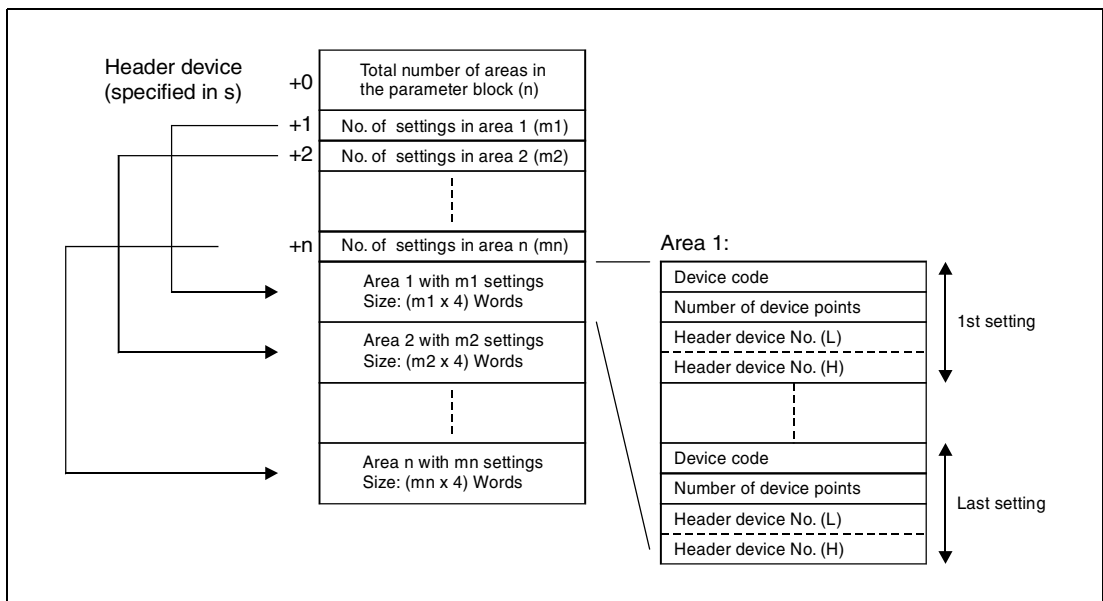 Header device
(specified in s)
+0
Total number of areas in
the parameter block (n)
+1
No. of settings in area 1 (m1)
+2
No. of settings in area 2 (m2)
+n
No. of settings in area n (mn)
Area 1 with m1 settings
Size: (m1 x 4) Words
Area 2 with m2 settings
Size: (m2 x 4) Words
Area n with mn settings
Size: (mn x 4) Words
Area 1:
Device code
Number of device points
Header device No. (L)
Header device No. (H)
1st setting
Device code
Number of device points
Header device No. (L)
Header device No. (H)
Last setting